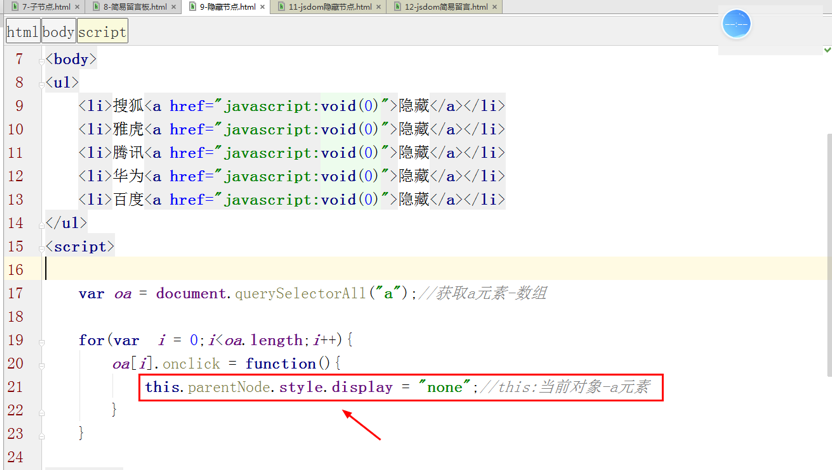 7-子节点.html × 8-简易留言板.html × 9-隐藏节点.html × 11-jsdom隐藏节点.html × 12-jsdom简易留言.html ×
html body script
--:--
7 <body>
8 <ul>
9 <li>搜狐<a href="javascript:void(0)">隐藏</a></li>
10 <li>雅虎<a href="javascript:void(0)">隐藏</a></li>
11 <li>腾讯<a href="javascript:void(0)">隐藏</a></li>
12 <li>华为<a href="javascript:void(0)">隐藏</a></li>
13 <li>百度<a href="javascript:void(0)">隐藏</a></li>
14 </ul>
15 <script>
16
17 var oa = document.querySelectorAll("a");//获取a元素-数组
18
19 for(var i = 0;i<oa.length;i++){
20 oa[i].onclick = function(){
21 this.parentNode.style.display = "none";//this:当前对象-a元素
22 }
23 }
24